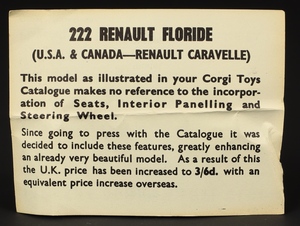 222 RENAULT FLORIDE
(U.S.A. & CANADA—RENAULT CARAVELLE)
This model as illustrated in your Corgi Toys
Catalogue makes no reference to the incorpor-
ation of Seats, Interior Panelling and
Steering Wheel.
Since going to press with the Catalogue it was
decided to include these features, greatly enhancing
an already very beautiful model. As a result of this
the U.K. price has been increased to 3/6d. with an
equivalent price increase overseas.